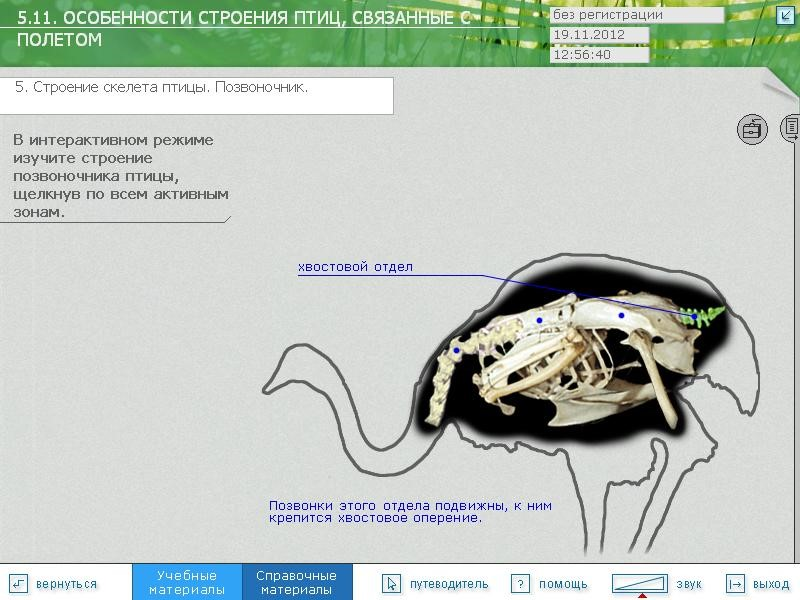 5.11. ОСОБЕННОСТИ СТРОЕНИЯ ПТИЦ, СВЯЗАННЫЕ С
ПОЛЕТОМ
без регистрации
19.11.2012
12:56:40
5. Строение скелета птицы. Позвоночник.
В интерактивном режиме
изучите строение
позвоночника птицы,
щелкнув по всем активным
зонам.
хвостовой отдел
Позвонки этого отдела подвижны, к ним
крепится хвостовое оперение.
вернуться
Учебные
материалы
Справочные
материалы
путеводитель
? помощь
звук
выход